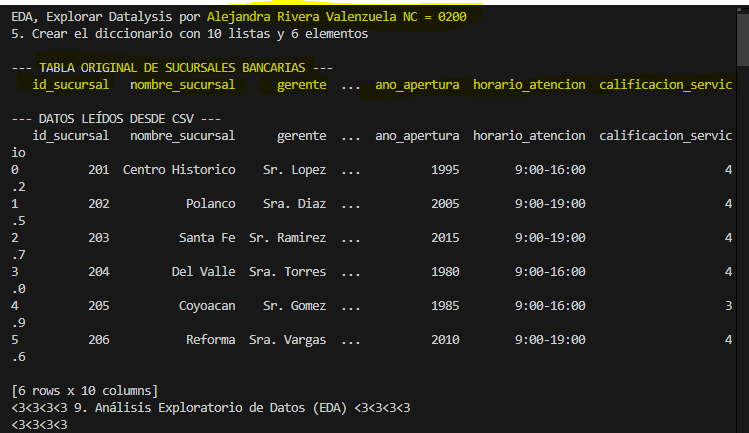 EDA, Explorar Datalysis por Alejandra Rivera Valenzuela NC = 0200
5. Crear el diccionario con 10 listas y 6 elementos
--- TABLA ORIGINAL DE SUCURSALES BANCARIAS ---
id_sucursal nombre_sucursal gerente ... ano_apertura horario_atencion calificacion_servic
--- DATOS LEÍDOS DESDE CSV ---
id_sucursal nombre_sucursal gerente ... ano_apertura horario_atencion calificacion_servic
io
0 201 Centro Historico Sr. Lopez ... 1995 9:00-16:00 4
.2
1 202 Polanco Sra. Diaz ... 2005 9:00-19:00 4
.5
2 203 Santa Fe Sr. Ramirez ... 2015 9:00-19:00 4
.7
3 204 Del Valle Sra. Torres ... 1980 9:00-16:00 4
.0
4 205 Coyoacan Sr. Gomez ... 1985 9:00-16:00 3
.9
5 206 Reforma Sra. Vargas ... 2010 9:00-19:00 4
.6
[6 rows x 10 columns]
<3<3<3<3 9. Análisis Exploratorio de Datos (EDA) <3<3<3<3
<3<3<3<3